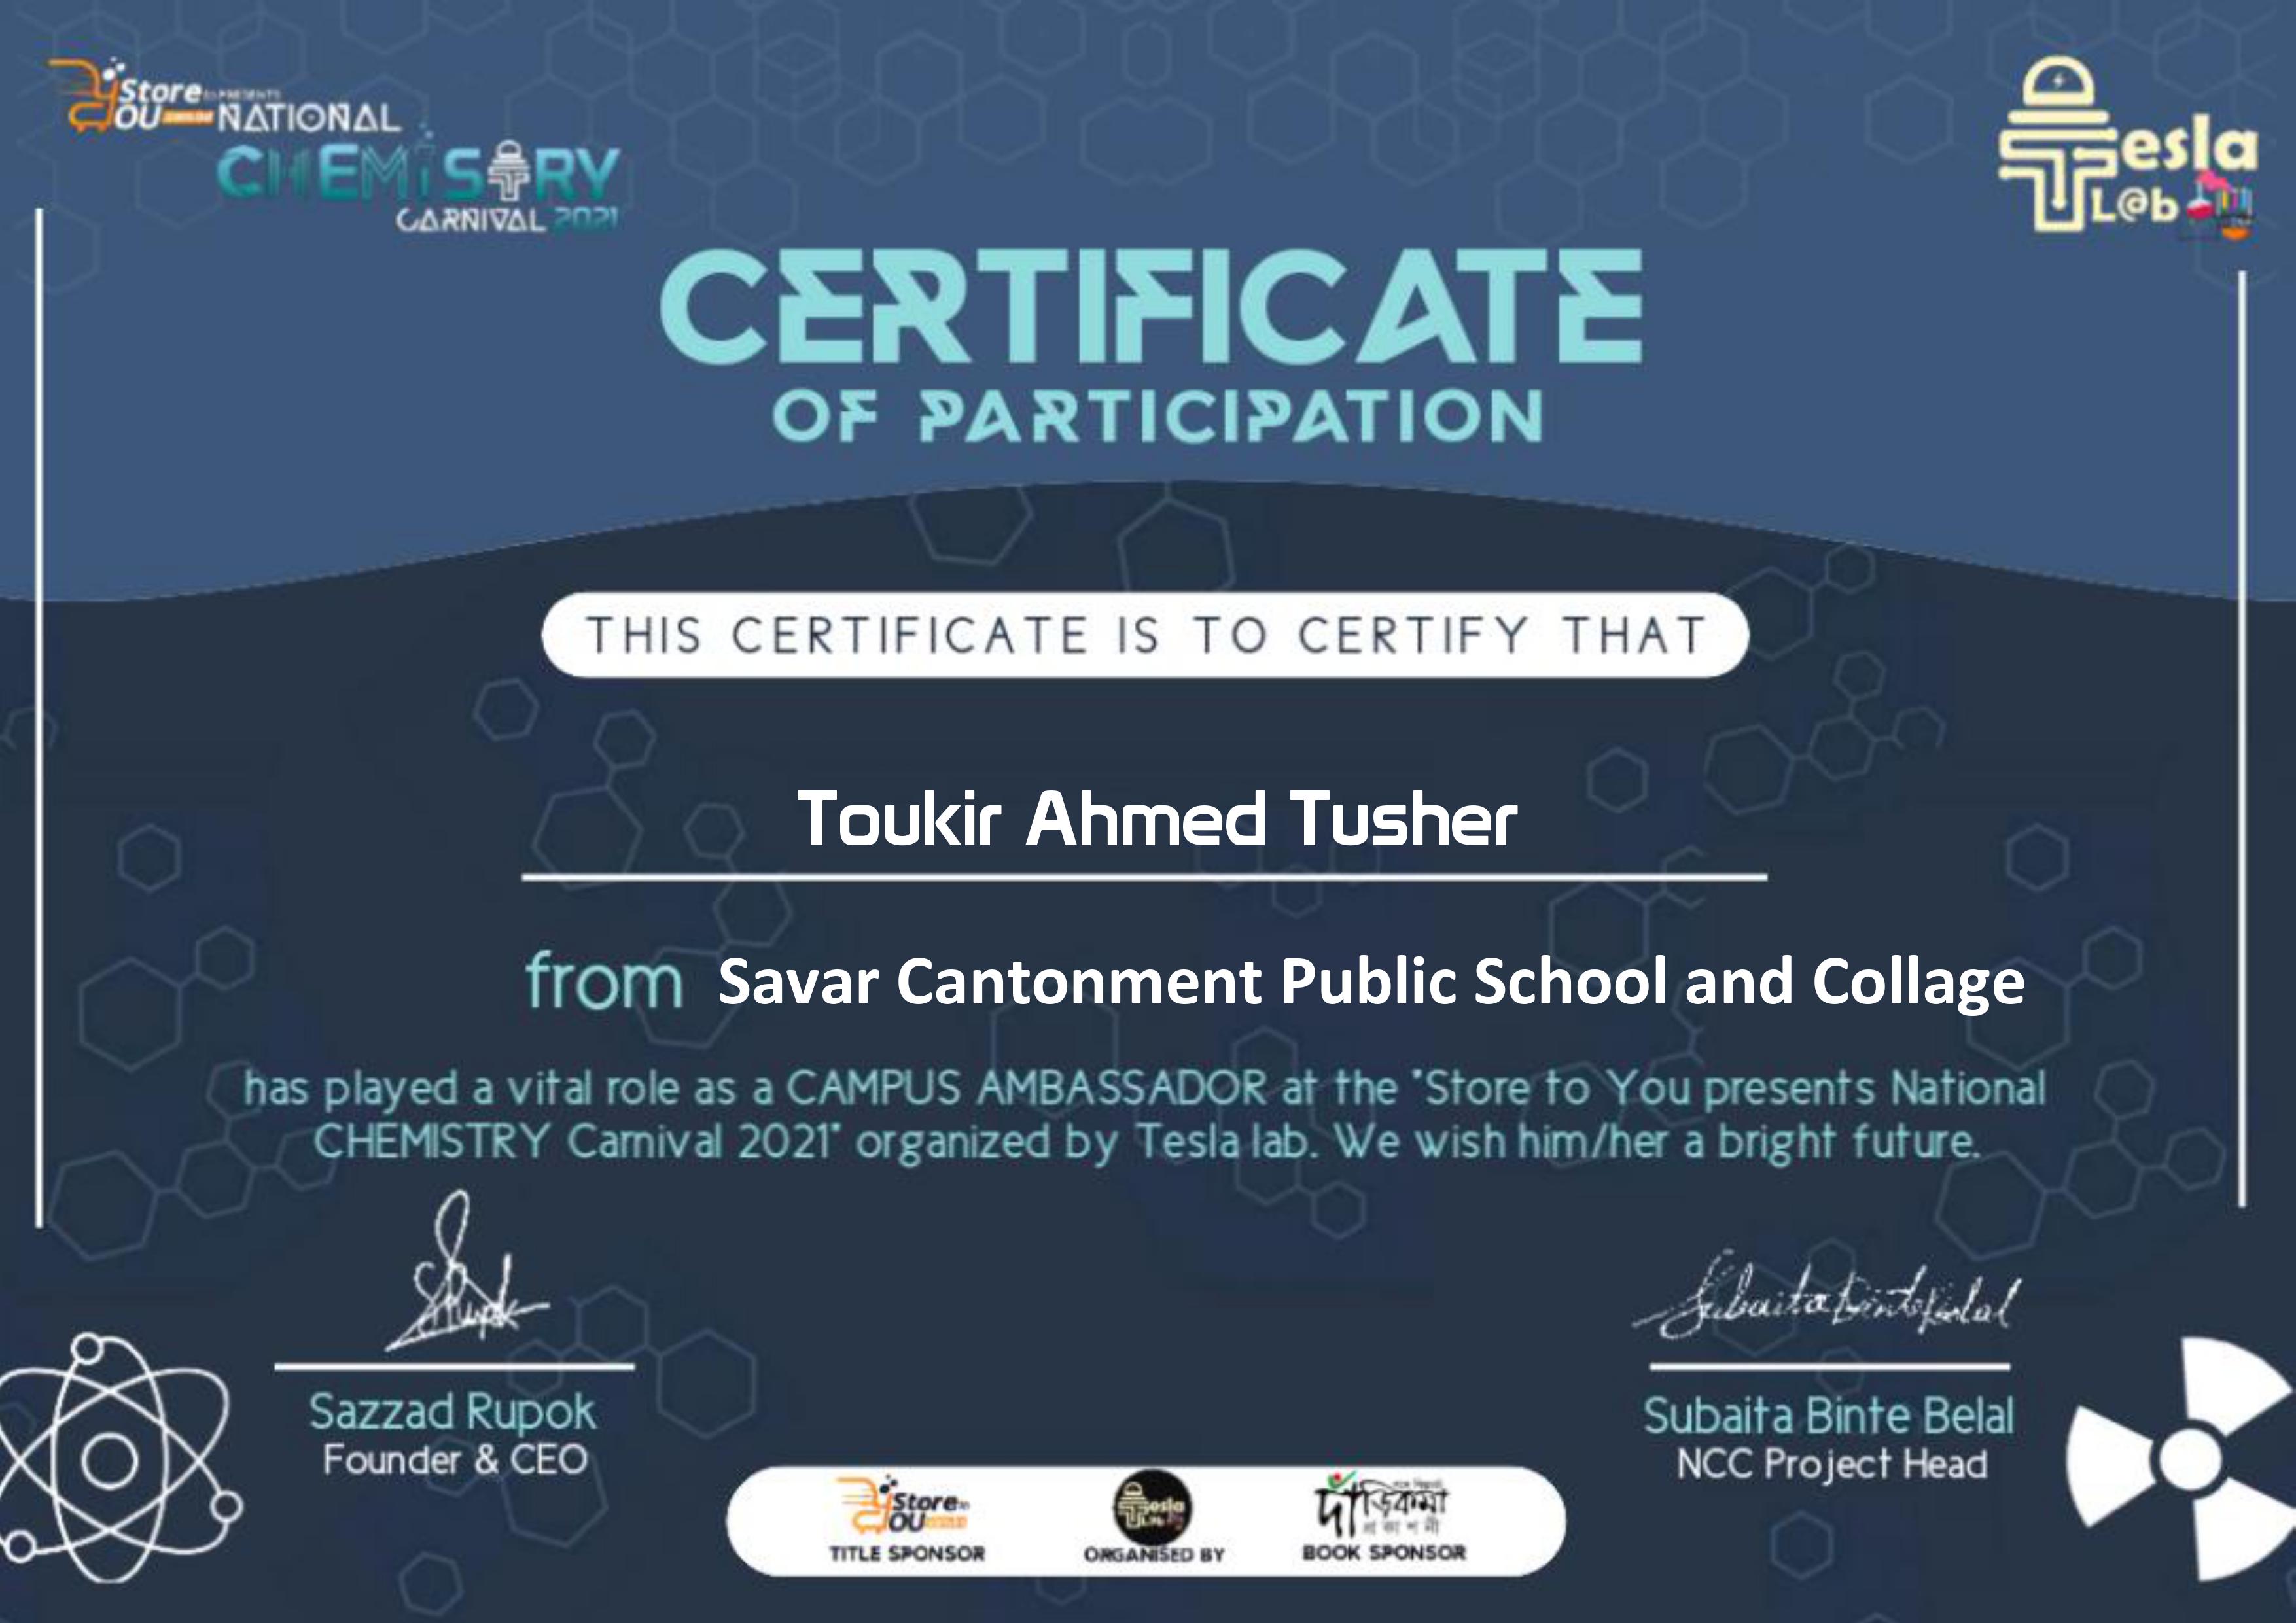 Store to PRESENTS
YOU
NATIONAL
CHEMISTRY
CARNIVAL 2021
Tesla
L@b
CERTIFICATE
OF PARTICIPATION
THIS CERTIFICATE IS TO CERTIFY THAT
Toukir Ahmed Tusher
from Savar Cantonment Public School and Collage
has played a vital role as a CAMPUS AMBASSADOR at the "Store to You presents National
CHEMISTRY Carnival 2021" organized by Tesla lab. We wish him/her a bright future.
SRupok
Subaita Binte Belal
Sazzad Rupok
Founder & CEO
Subaita Binte Belal
NCC Project Head
Store to
YOU
Tesla
L@b
দাঁড়িকমা
প্রকাশনী
TITLE SPONSOR
ORGANISED BY
BOOK SPONSOR